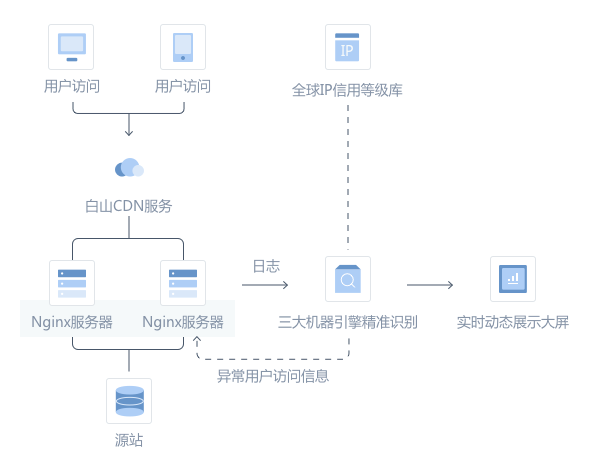 用户访问
用户访问
IP
全球IP信用等级库
白山CDN服务
日志
Nginx服务器
Nginx服务器
三大机器引擎精准识别
实时动态展示大屏
异常用户访问信息
源站